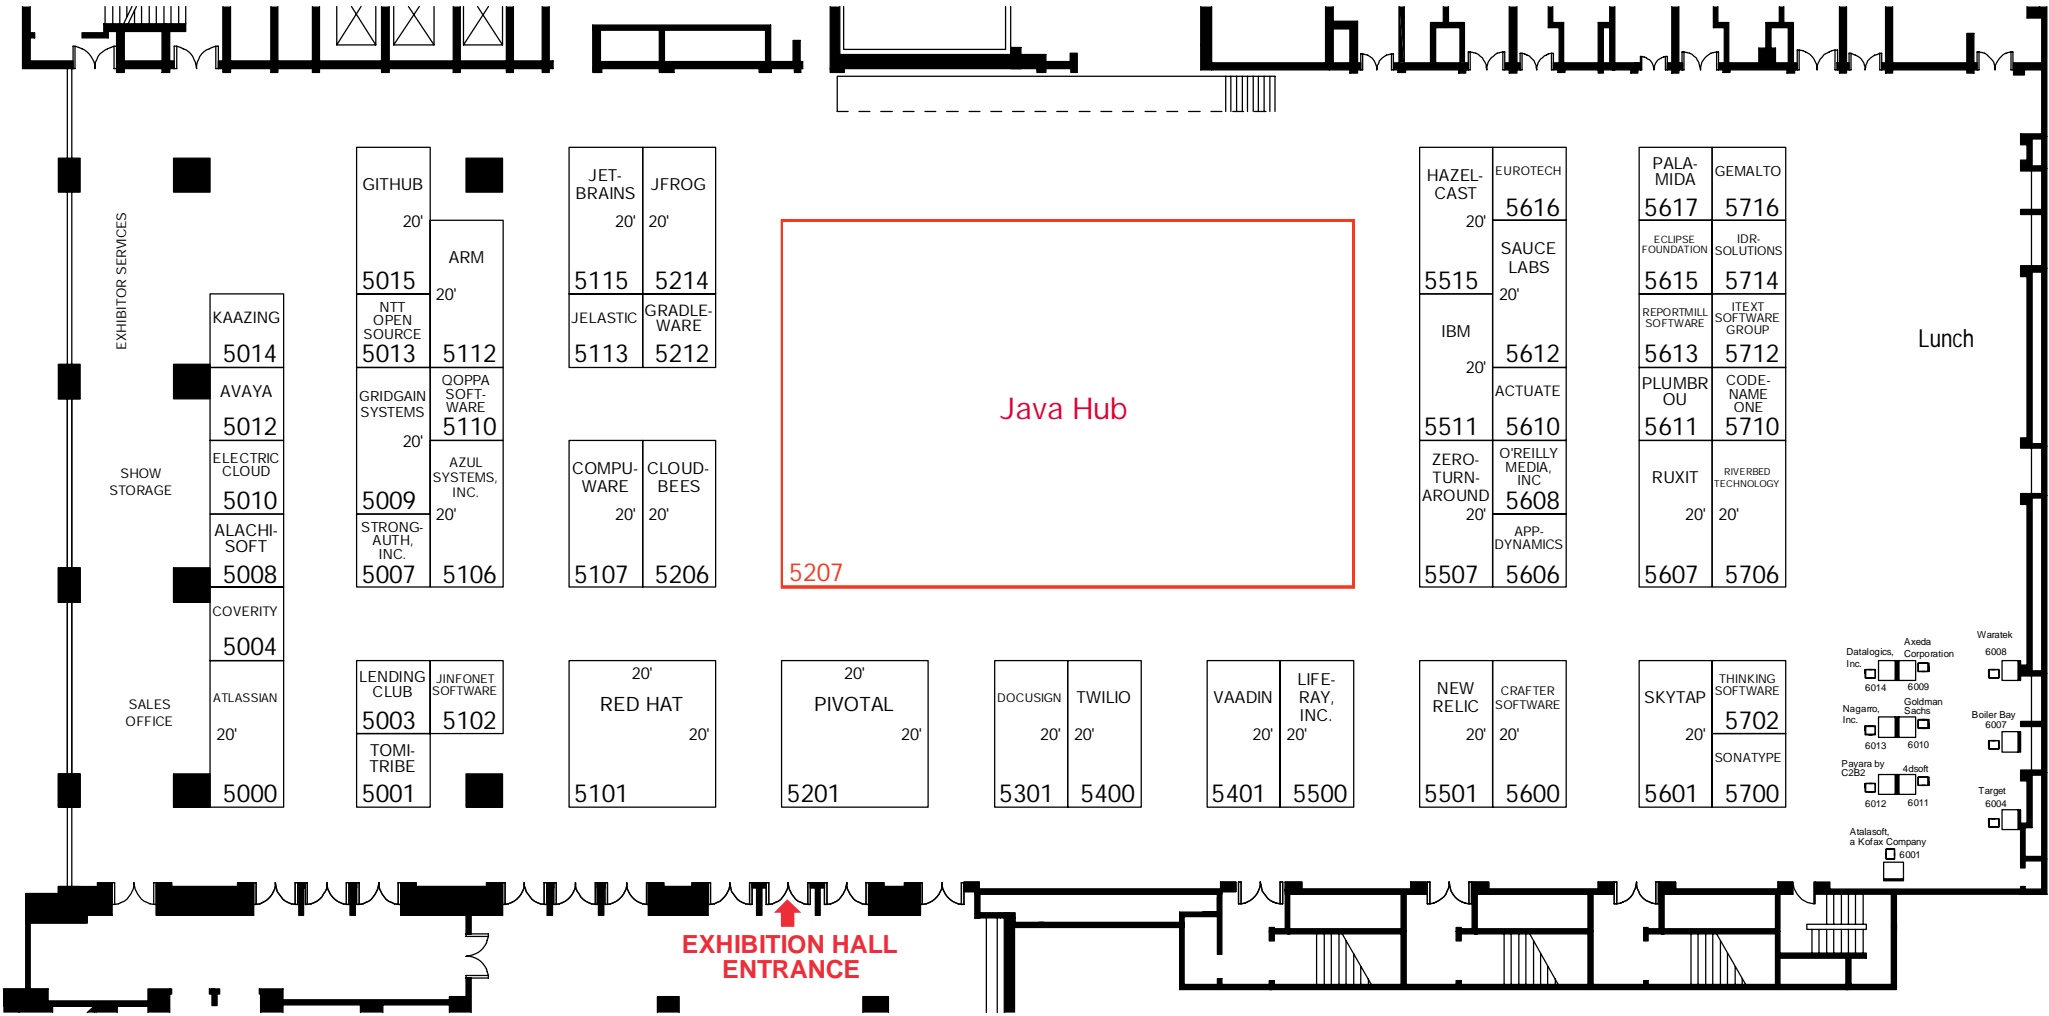 EXHIBITOR SERVICES
SHOW
STORAGE
SALES
OFFICE
KAAZING
5014
AVAYA
5012
ELECTRIC
CLOUD
5010
ALACHI-
SOFT
5008
COVERITY
5004
ATLASSIAN
20'
5000
GITHUB
20'
5015
NTT
OPEN
SOURCE
5013
GRIDGAIN
SYSTEMS
20'
5009
STRONG-
AUTH,
INC.
5007
ARM
20'
5112
QOPPA
SOFT-
WARE
5110
AZUL
SYSTEMS,
INC.
20'
5106
LENDING
CLUB
5003
JINFONET
SOFTWARE
5102
TOMI-
TRIBE
5001
JET-
BRAINS
20'
5115
JFROG
20'
5214
JELASTIC
5113
GRADLE-
WARE
5212
COMPU-
WARE
20'
5107
CLOUD-
BEES
20'
5206
20'
RED HAT
20'
5101
Java Hub
5207
20'
PIVOTAL
20'
5201
DOCUSIGN
20'
5301
TWILIO
20'
5400
VAADIN
20'
5401
LIFE-
RAY,
INC.
20'
5500
HAZEL-
CAST
20'
5515
EUROTECH
5616
SAUCE
LABS
20'
5612
IBM
20'
5511
ACTUATE
5610
ZERO-
TURN-
AROUND
20'
5507
O'REILLY
MEDIA,
INC
5608
APP-
DYNAMICS
5606
NEW
RELIC
20'
5501
CRAFTER
SOFTWARE
20'
5600
PALA-
MIDA
5617
GEMALTO
5716
ECLIPSE
FOUNDATION
5615
IDR-
SOLUTIONS
5714
REPORTMILL
SOFTWARE
5613
ITEXT
SOFTWARE
GROUP
5712
PLUMBR
OU
5611
CODE-
NAME
ONE
5710
RUXIT
20'
5607
RIVERBED
TECHNOLOGY
20'
5706
SKYTAP
20'
5601
THINKING
SOFTWARE
5702
SONATYPE
5700
Lunch
Datalogics,
Inc.
6014
Axeda
Corporation
6009
Waratek
6008
Nagarro,
Inc.
6013
Goldman
Sachs
6010
Boiler Bay
6007
Payara by
C2B2
6012
4dsoft
6011
Target
6004
Atalasoft,
a Kofax Company
6001
EXHIBITION HALL
ENTRANCE